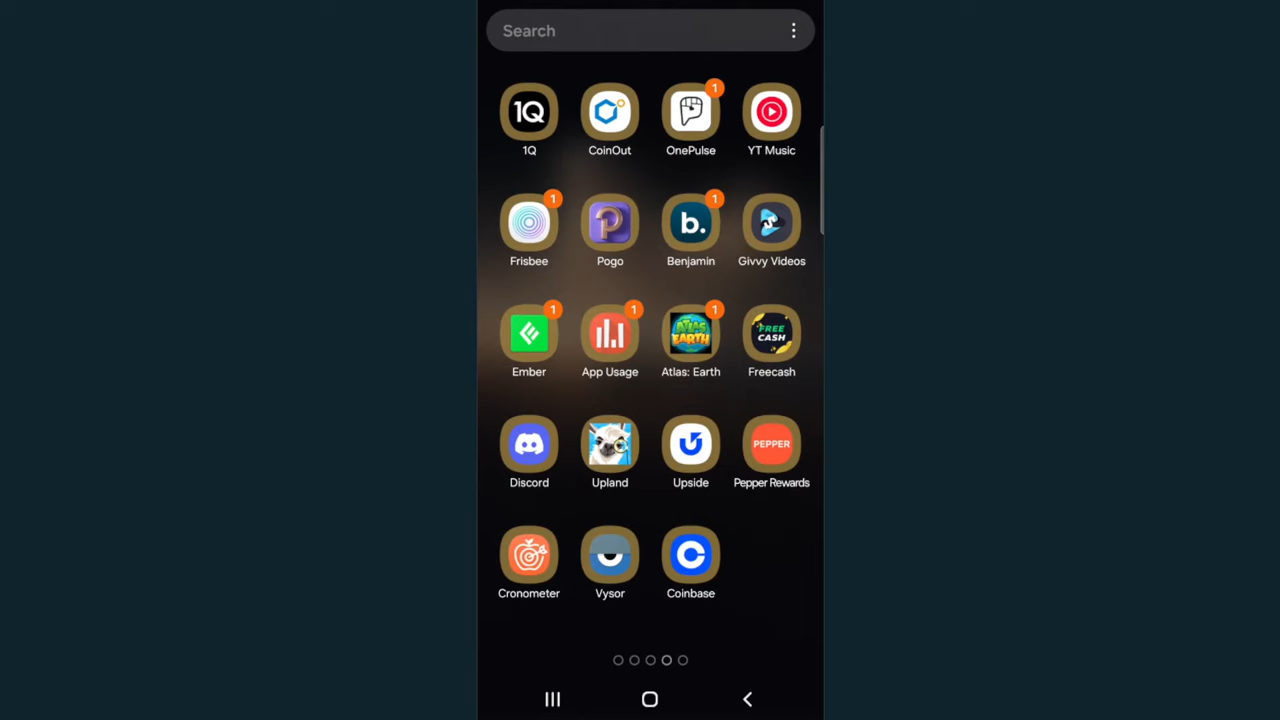 Search
1
1Q
CoinOut
OnePulse
YT Music
1
1
Frisbee
Pogo
Benjamin
Givvy Videos
1
1
1
Ember
App Usage
Atlas: Earth
Freecash
Discord
Upland
Upside
Pepper Rewards
Cronometer
Vysor
Coinbase
1Q
b.
ATLAS
EARTH
FREE
CASH
PEPPER